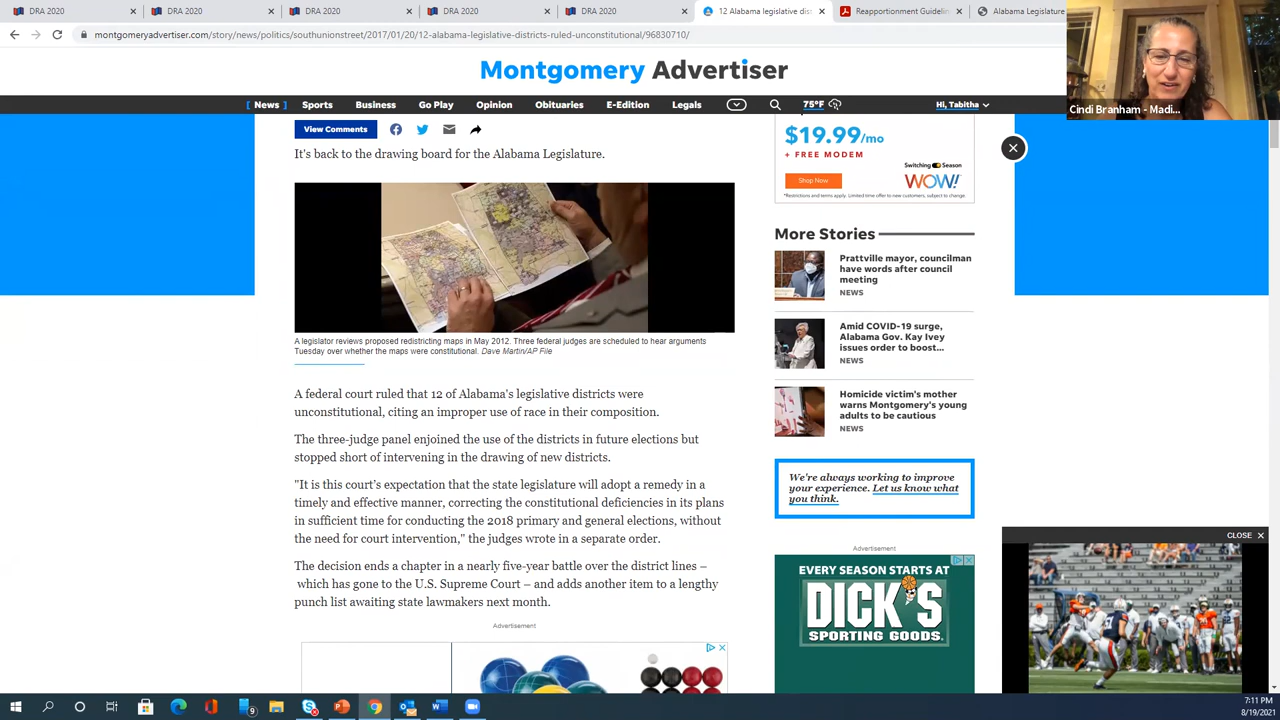 DRA 2020
DRA 2020
DRA 2020
DRA 2020
DRA 2020
12 Alabama legislative dis
Reapportionment Guidelin
Alabama Legislature
montgomeryadvertiser.com/story/news/politics/southunionstreet/2017/01/20/12-alabama-legislative-districts-ruled-unconstitutional/96830710/
Cindi Branham - Madi...
Montgomery Advertiser
[ News ] Sports Business Go Play Opinion Obituaries E-Edition Legals 75°F Hi, Tabitha
View Comments
It's back to the drawing board for the Alabama Legislature.
A legislator reviews proposed redistricting maps in May 2012. Three federal judges are scheduled to hear arguments
Tuesday over whether the maps were constitutional. Dave Martin/AP File
A federal court ruled that 12 of Alabama's legislative districts were
unconstitutional, citing an improper use of race in their composition.
The three-judge panel enjoined the use of the districts in future elections but
stopped short of intervening in the drawing of new districts.
"It is this court's expectation that the state legislature will adopt a remedy in a
timely and effective manner, correcting the constitutional deficiencies in its plans
in sufficient time for conducting the 2018 primary and general elections, without
the need for court intervention," the judges wrote in a separate order.
The decision ends a chapter in a nearly five-year battle over the district lines –
which has gone to the U.S. Supreme Court – and adds another item to a lengthy
punch list awaiting state lawmakers next month.
Advertisement
$19.99/mo
+ FREE MODEM
Shop Now
Switching Season
WOW!
*Restrictions and terms apply. Limited time offer to new customers, subject to change.
More Stories
Prattville mayor, councilman
have words after council
meeting
NEWS
Amid COVID-19 surge,
Alabama Gov. Kay Ivey
issues order to boost...
NEWS
Homicide victim's mother
warns Montgomery's young
adults to be cautious
NEWS
We're always working to improve
your experience. Let us know what
you think.
Advertisement
EVERY SEASON STARTS AT
DICK'S
SPORTING GOODS.
CLOSE
7:11 PM
8/19/2021